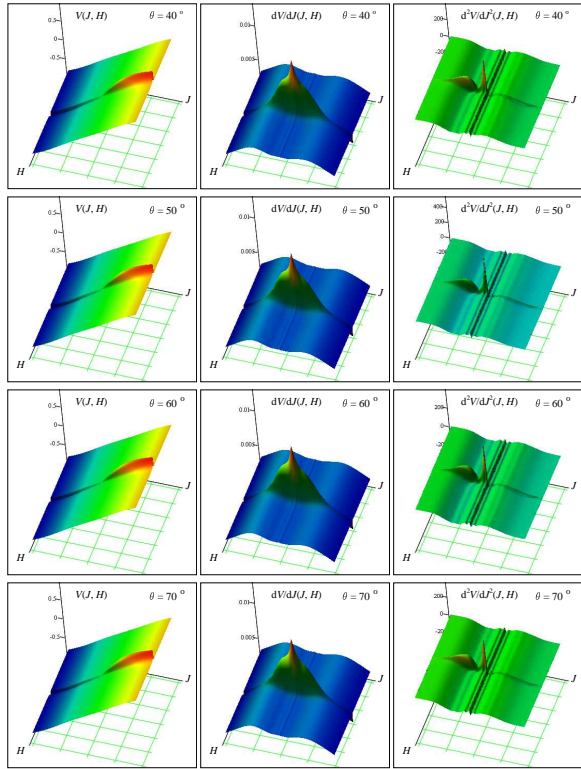 V(J, H) θ = 40 °
0.5
0
-0.5
J
H
dV/dJ(J, H) θ = 40 °
0.01
0.005
J
H
d²V/dJ²(J, H) θ = 40 °
200
0
-200
J
H
V(J, H) θ = 50 °
0.5
0
-0.5
J
H
dV/dJ(J, H) θ = 50 °
0.01
0.005
J
H
d²V/dJ²(J, H) θ = 50 °
400
200
0
-200
J
H
V(J, H) θ = 60 °
0.5
0
-0.5
J
H
dV/dJ(J, H) θ = 60 °
0.01
0.005
J
H
d²V/dJ²(J, H) θ = 60 °
200
0
J
H
V(J, H) θ = 70 °
0.5
0
-0.5
J
H
dV/dJ(J, H) θ = 70 °
0.01
0.005
J
H
d²V/dJ²(J, H) θ = 70 °
200
0
J
H